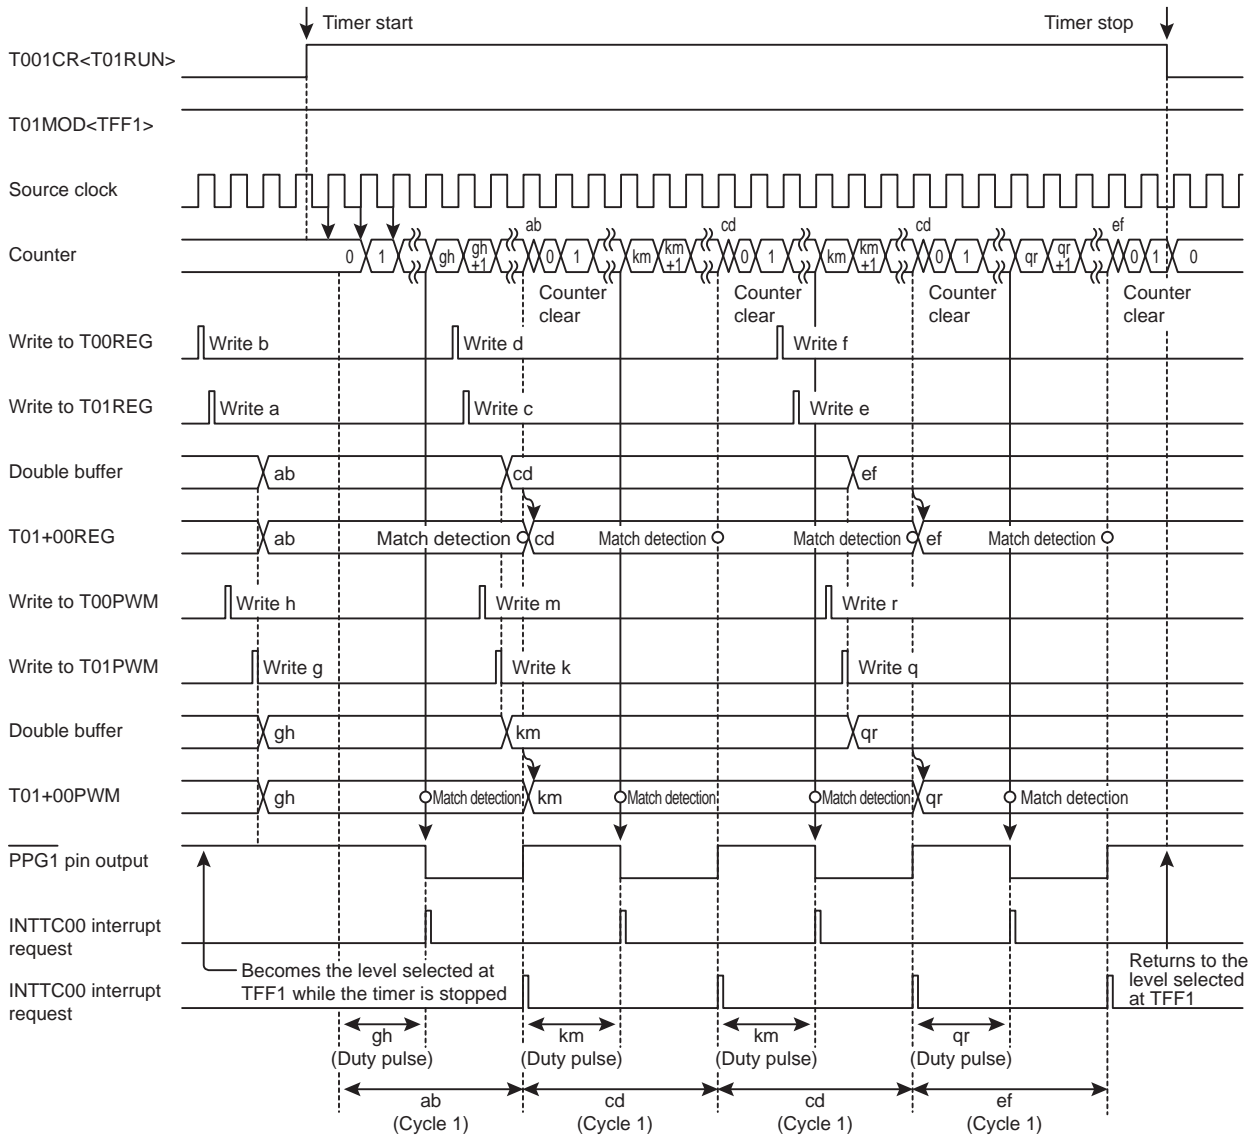 Timer start
Timer stop
T001CR<T01RUN>
T01MOD<TFF1>
Source clock
ab cd cd ef
Counter 0 1 gh gh +1 0 1 km km +1 0 1 km km +1 0 1 qr qr +1 0 1 0
Counter clear
Counter clear
Counter clear
Counter clear
Write to T00REG Write b Write d Write f
Write to T01REG Write a Write c Write e
Double buffer ab cd ef
T01+00REG ab Match detection cd Match detection Match detection ef Match detection
Write to T00PWM Write h Write m Write r
Write to T01PWM Write g Write k Write q
Double buffer gh km qr
T01+00PWM gh Match detection km Match detection Match detection qr Match detection
PPG1 pin output
INTTC00 interrupt
request
Becomes the level selected at
TFF1 while the timer is stopped
Returns to the
level selected
at TFF1
INTTC00 interrupt
request
gh km km qr
(Duty pulse) (Duty pulse) (Duty pulse) (Duty pulse)
ab cd cd ef
(Cycle 1) (Cycle 1) (Cycle 1) (Cycle 1)